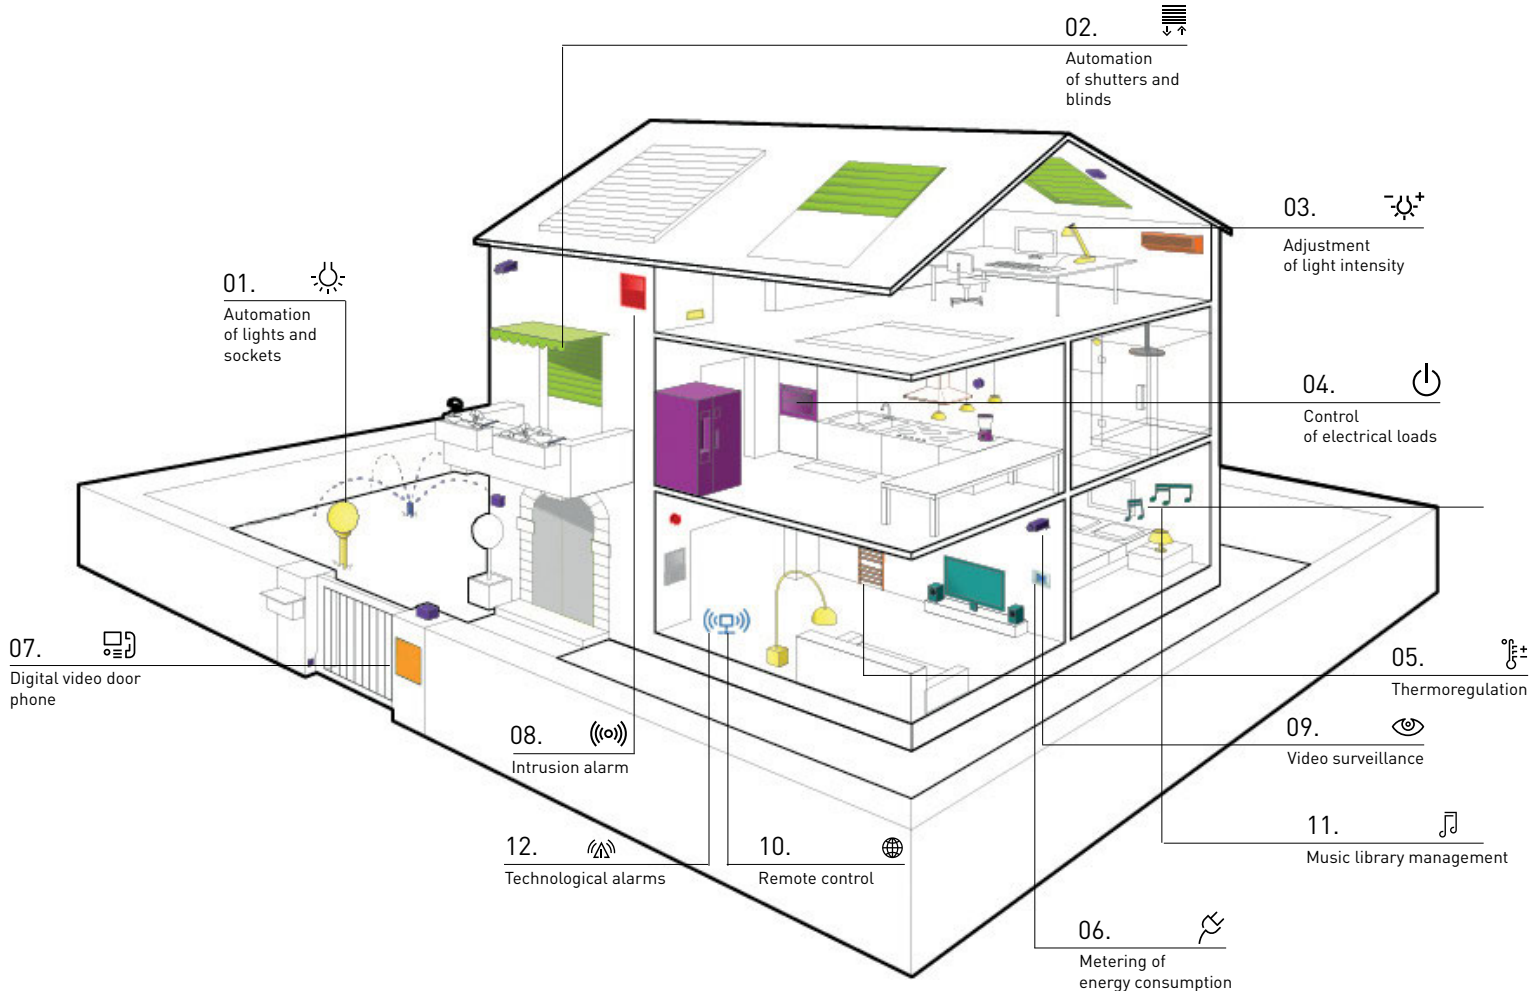 02.
Automation
of shutters and
blinds
03.
Adjustment
of light intensity
01.
Automation
of lights and
sockets
04.
Control
of electrical loads
07.
Digital video door
phone
05.
Thermoregulation
08.
Intrusion alarm
09.
Video surveillance
12.
Technological alarms
10.
Remote control
11.
Music library management
06.
Metering of
energy consumption